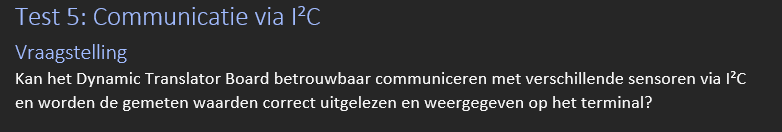 Test 5: Communicatie via I²C
Vraagstelling
Kan het Dynamic Translator Board betrouwbaar communiceren met verschillende sensoren via I²C
en worden de gemeten waarden correct uitgelezen en weergegeven op het terminal?